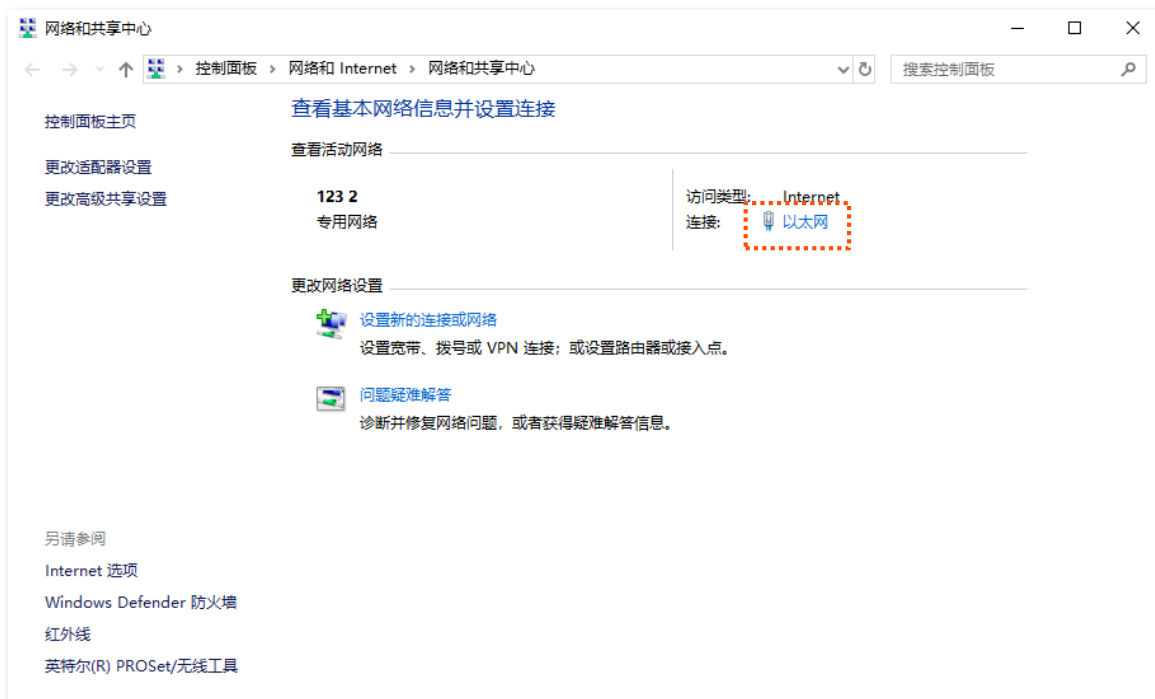 网络和共享中心
控制面板 › 网络和 Internet › 网络和共享中心
搜索控制面板
控制面板主页
更改适配器设置
更改高级共享设置
查看基本网络信息并设置连接
查看活动网络
123 2
专用网络
访问类型: Internet
连接: 以太网
更改网络设置
设置新的连接或网络
设置宽带、拨号或 VPN 连接；或设置路由器或接入点。
问题疑难解答
诊断并修复网络问题，或者获得疑难解答信息。
另请参阅
Internet 选项
Windows Defender 防火墙
红外线
英特尔(R) PROSet/无线工具